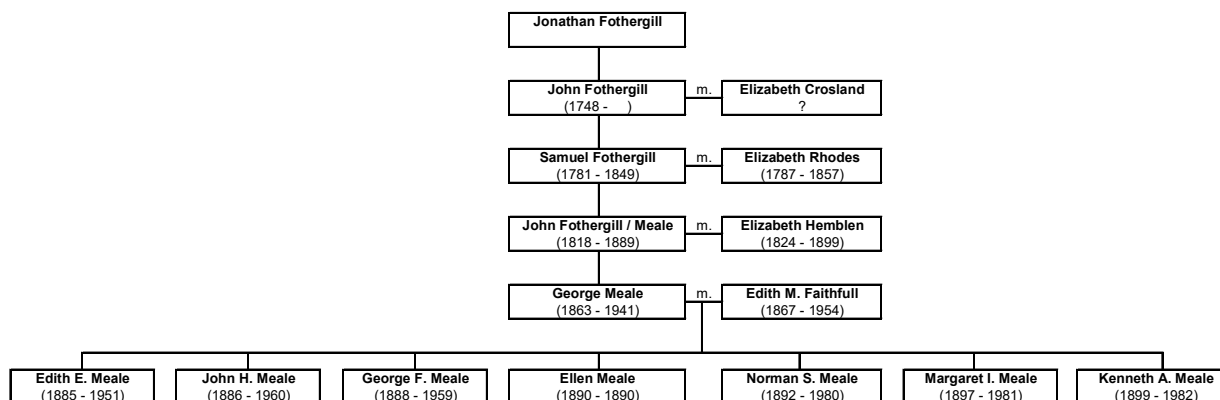 Jonathan Fothergill
John Fothergill
(1748 -     )
m.
Elizabeth Crosland
?
Samuel Fothergill
(1781 - 1849)
m.
Elizabeth Rhodes
(1787 - 1857)
John Fothergill / Meale
(1818 - 1889)
m.
Elizabeth Hemblen
(1824 - 1899)
George Meale
(1863 - 1941)
m.
Edith M. Faithfull
(1867 - 1954)
Edith E. Meale
(1885 - 1951)
John H. Meale
(1886 - 1960)
George F. Meale
(1888 - 1959)
Ellen Meale
(1890 - 1890)
Norman S. Meale
(1892 - 1980)
Margaret I. Meale
(1897 - 1981)
Kenneth A. Meale
(1899 - 1982)